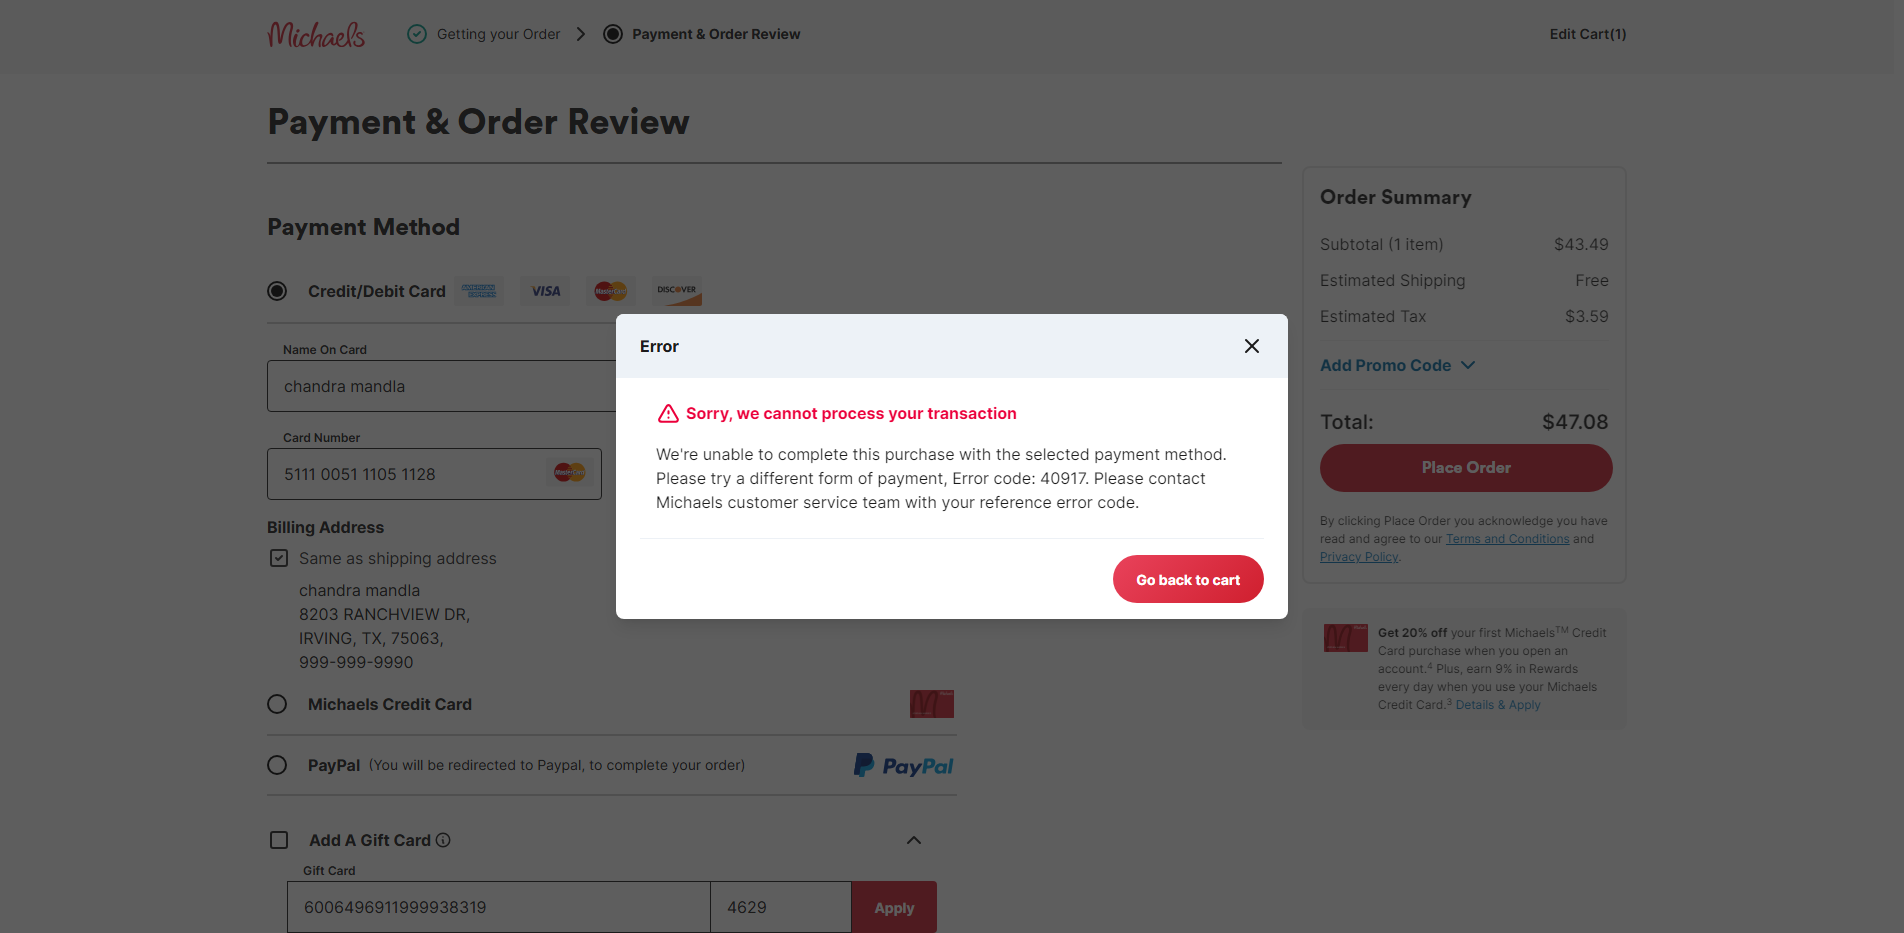 Michaels
Getting your Order
Payment & Order Review
Edit Cart(1)
Payment & Order Review
Payment Method
Credit/Debit Card
AMERICAN EXPRESS
VISA
MasterCard
DISCOVER
Name On Card
chandra mandla
Card Number
5111 0051 1105 1128
MasterCard
Billing Address
Same as shipping address
chandra mandla
8203 RANCHVIEW DR,
IRVING, TX, 75063,
999-999-9990
Michaels Credit Card
PayPal (You will be redirected to Paypal, to complete your order)
PayPal
Add A Gift Card
Gift Card
6006496911999938319
4629
Apply
Error
Sorry, we cannot process your transaction
We're unable to complete this purchase with the selected payment method.
Please try a different form of payment, Error code: 40917. Please contact
Michaels customer service team with your reference error code.
Go back to cart
Order Summary
Subtotal (1 item) $43.49
Estimated Shipping Free
Estimated Tax $3.59
Add Promo Code
Total: $47.08
Place Order
By clicking Place Order you acknowledge you have
read and agree to our Terms and Conditions and
Privacy Policy.
Get 20% off your first Michaels™ Credit
Card purchase when you open an
account.⁴ Plus, earn 9% in Rewards
every day when you use your Michaels
Credit Card.³ Details & Apply